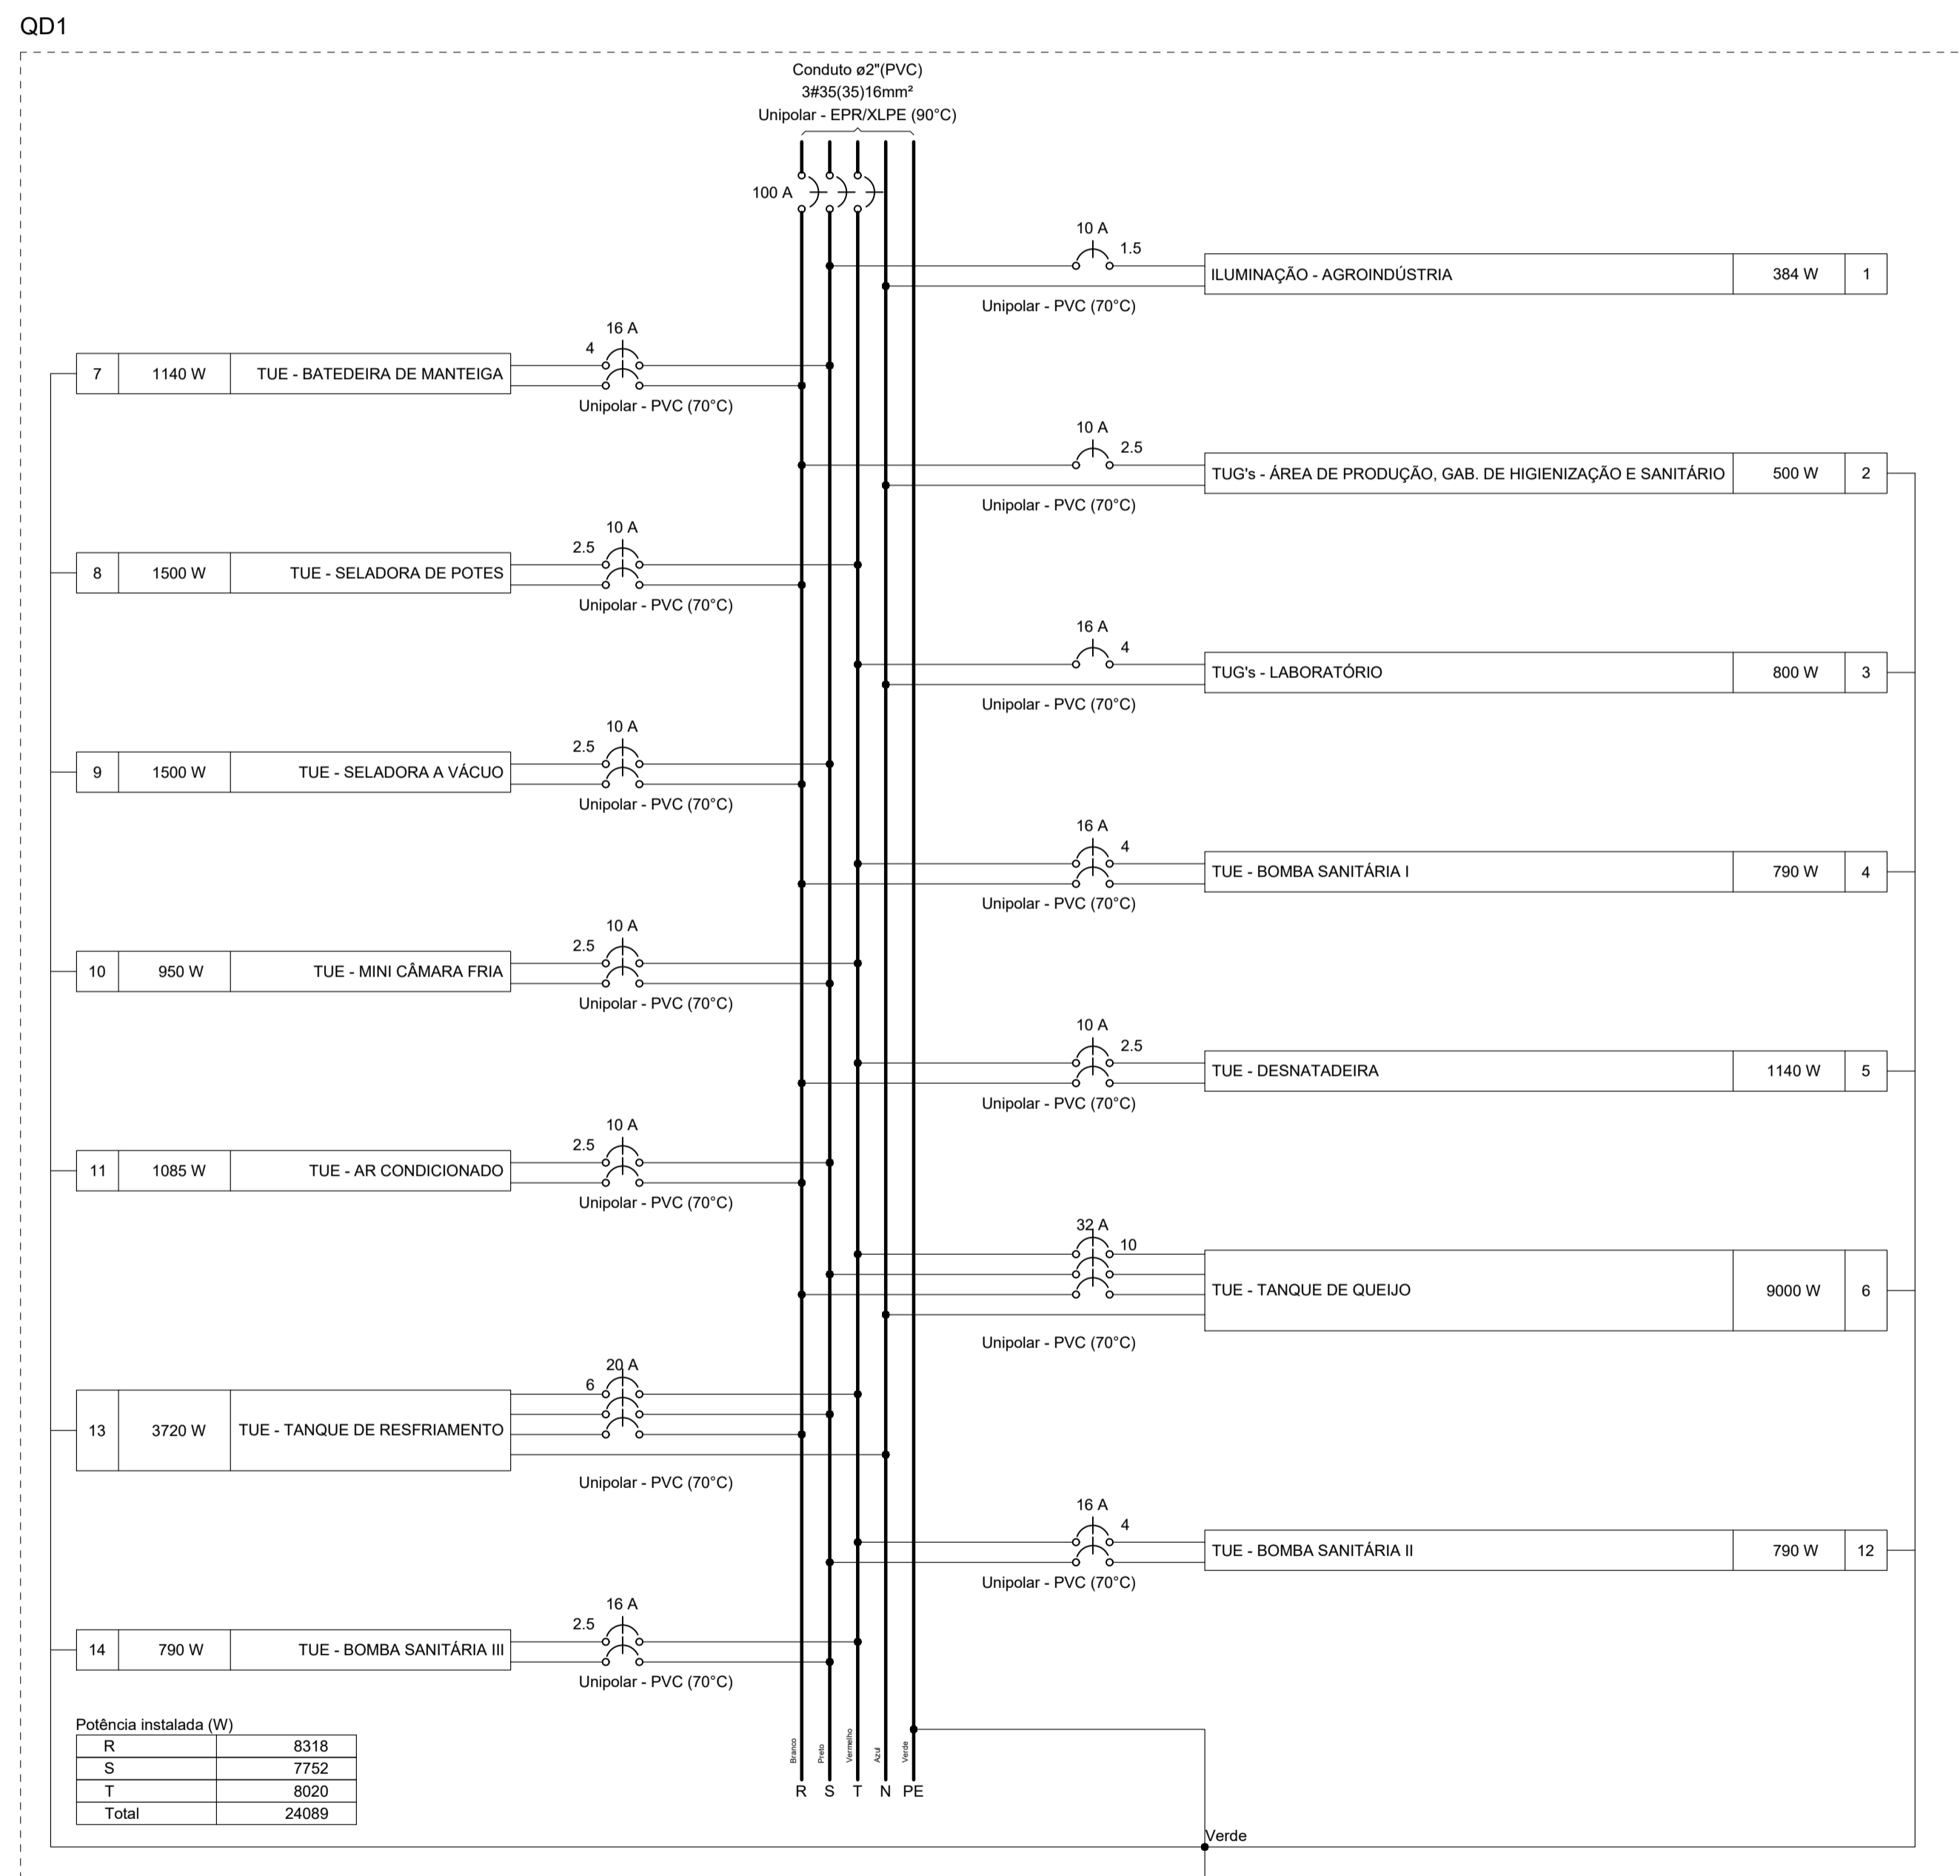 QD1
Conduto ø2"(PVC)
3#35(35)16mm²
Unipolar - EPR/XLPE (90°C)
100 A
10 A
1.5
ILUMINAÇÃO - AGROINDÚSTRIA 384 W 1
Unipolar - PVC (70°C)
16 A
4
7 1140 W TUE - BATEDEIRA DE MANTEIGA
Unipolar - PVC (70°C)
10 A
2.5
TUG's - ÁREA DE PRODUÇÃO, GAB. DE HIGIENIZAÇÃO E SANITÁRIO 500 W 2
Unipolar - PVC (70°C)
10 A
2.5
8 1500 W TUE - SELADORA DE POTES
Unipolar - PVC (70°C)
16 A
4
TUG's - LABORATÓRIO 800 W 3
Unipolar - PVC (70°C)
10 A
2.5
9 1500 W TUE - SELADORA A VÁCUO
Unipolar - PVC (70°C)
16 A
4
TUE - BOMBA SANITÁRIA I 790 W 4
Unipolar - PVC (70°C)
10 A
2.5
10 950 W TUE - MINI CÂMARA FRIA
Unipolar - PVC (70°C)
10 A
2.5
TUE - DESNATADEIRA 1140 W 5
Unipolar - PVC (70°C)
10 A
2.5
11 1085 W TUE - AR CONDICIONADO
Unipolar - PVC (70°C)
32 A
10
TUE - TANQUE DE QUEIJO 9000 W 6
Unipolar - PVC (70°C)
20 A
6
13 3720 W TUE - TANQUE DE RESFRIAMENTO
Unipolar - PVC (70°C)
16 A
4
TUE - BOMBA SANITÁRIA II 790 W 12
Unipolar - PVC (70°C)
16 A
2.5
14 790 W TUE - BOMBA SANITÁRIA III
Unipolar - PVC (70°C)
Potência instalada (W)
R 8318
S 7752
T 8020
Total 24089
Branco
Preto
Vermelho
Azul
Verde
R S T N PE
Verde